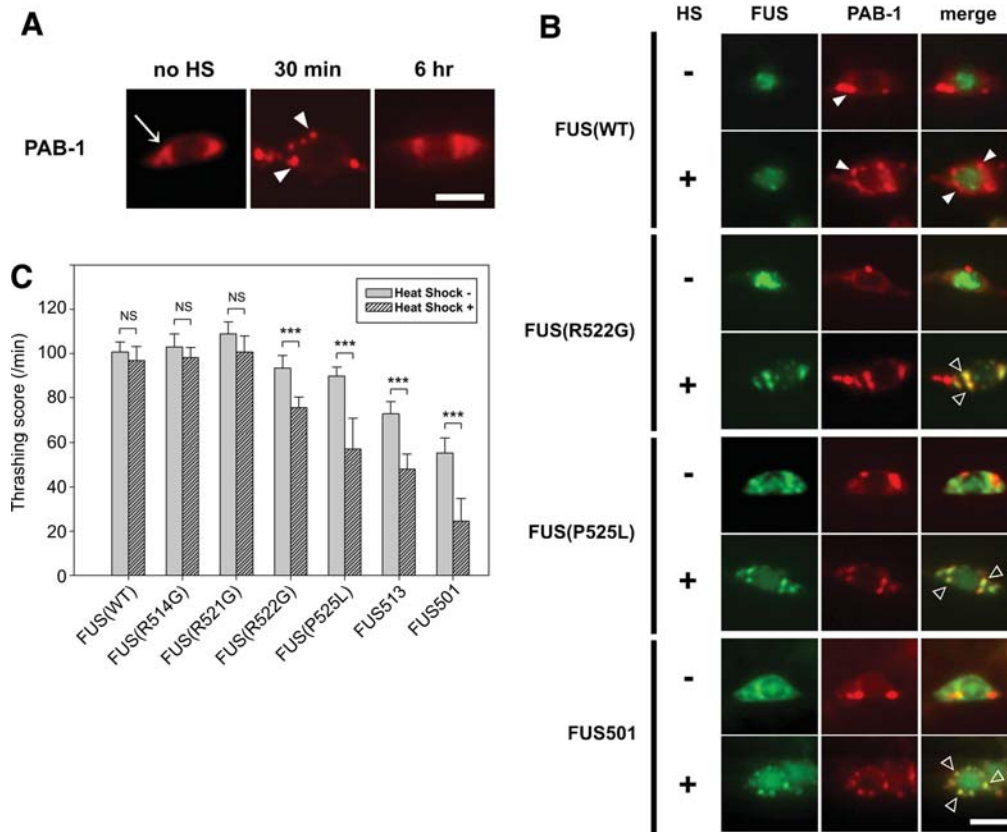 A
no HS 30 min 6 hr
PAB-1
B
HS FUS PAB-1 merge
-
FUS(WT)
+
-
FUS(R522G)
+
-
FUS(P525L)
+
-
FUS501
+
C
Heat Shock -
Heat Shock +
NS NS NS *** *** *** ***
Thrashing score (/min)
120
100
80
60
40
20
0
FUS(WT) FUS(R514G) FUS(R521G) FUS(R522G) FUS(P525L) FUS513 FUS501